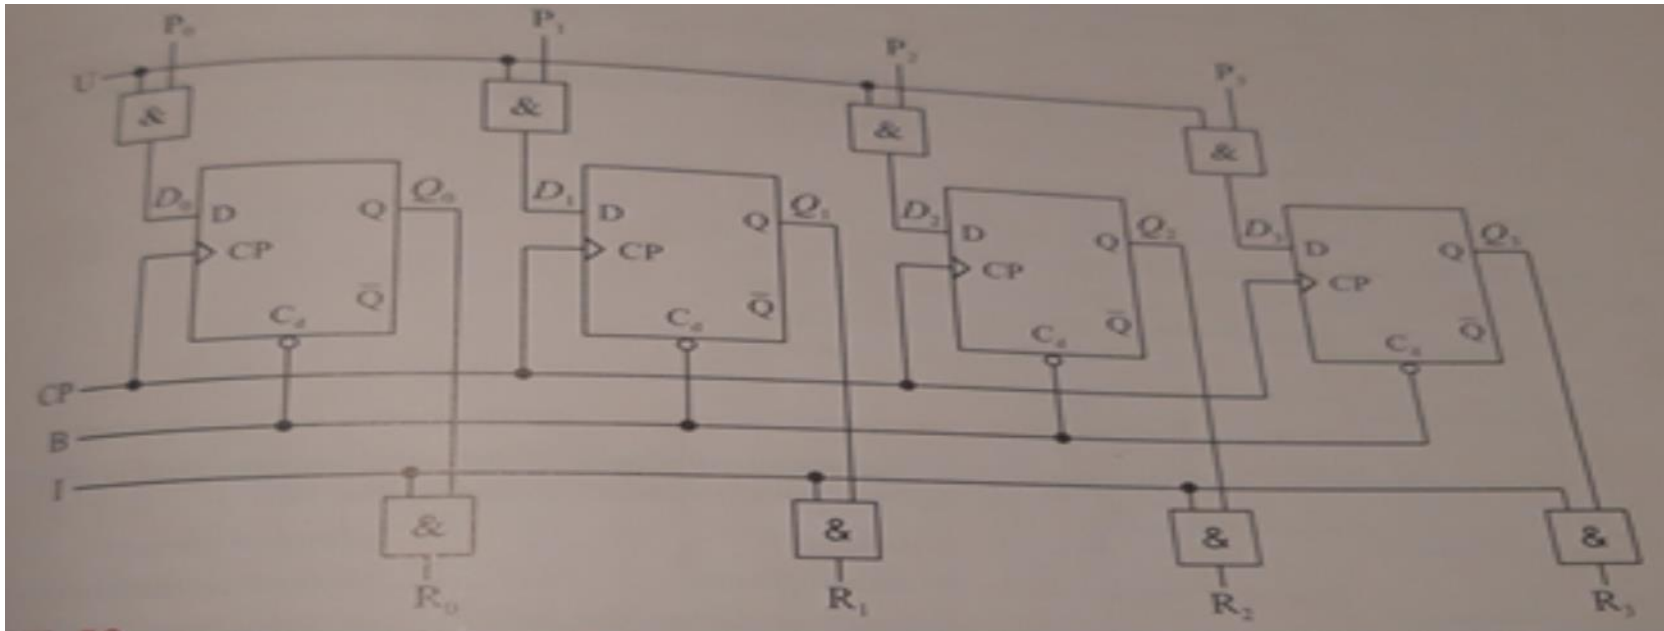 P₀ P₁ P₂ P₃
U
& & & &
D₀ D Q Q₀ D₁ D Q Q₁ D₂ D Q Q₂ D₃ D Q Q₃
CP CP CP CP
Q̅ Q̅ Q̅ Q̅
C_d C_d C_d C_d
CP
B
I
& & & &
R₀ R₁ R₂ R₃